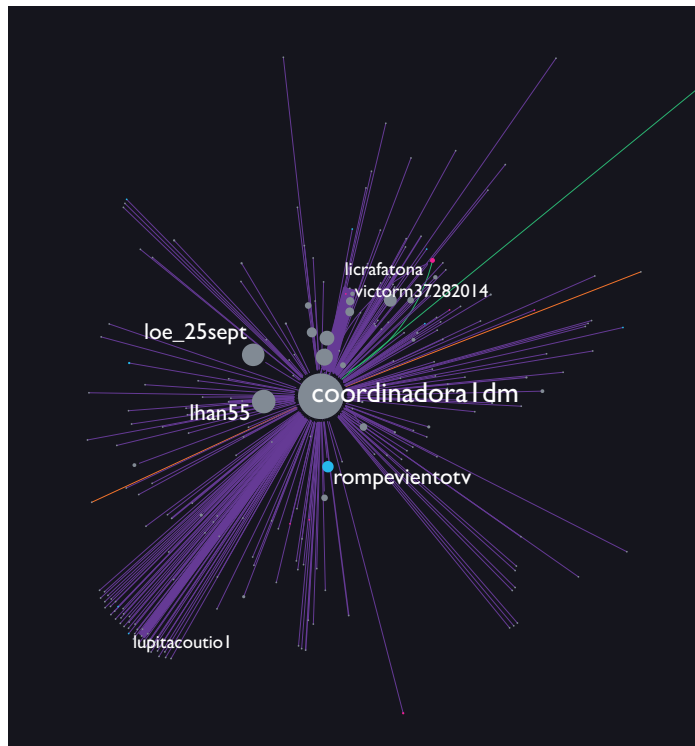 licrafatona
victorm37282014
loe_25sept
coordinadora1dm
lhan55
rompevientotv
lupitacoutio1